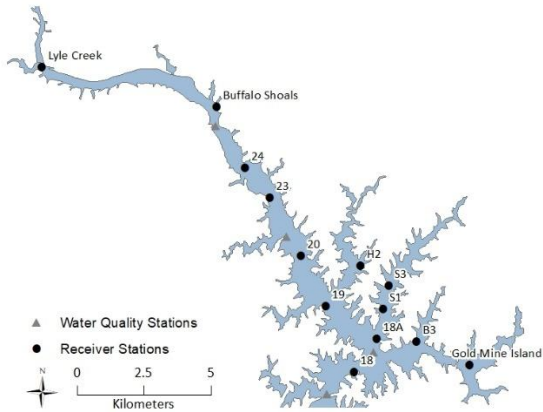 Lyle Creek
Buffalo Shoals
24
23
20
H2
S3
19
S1
18A
B3
Gold Mine Island
18
Water Quality Stations
Receiver Stations
0 2.5 5
Kilometers